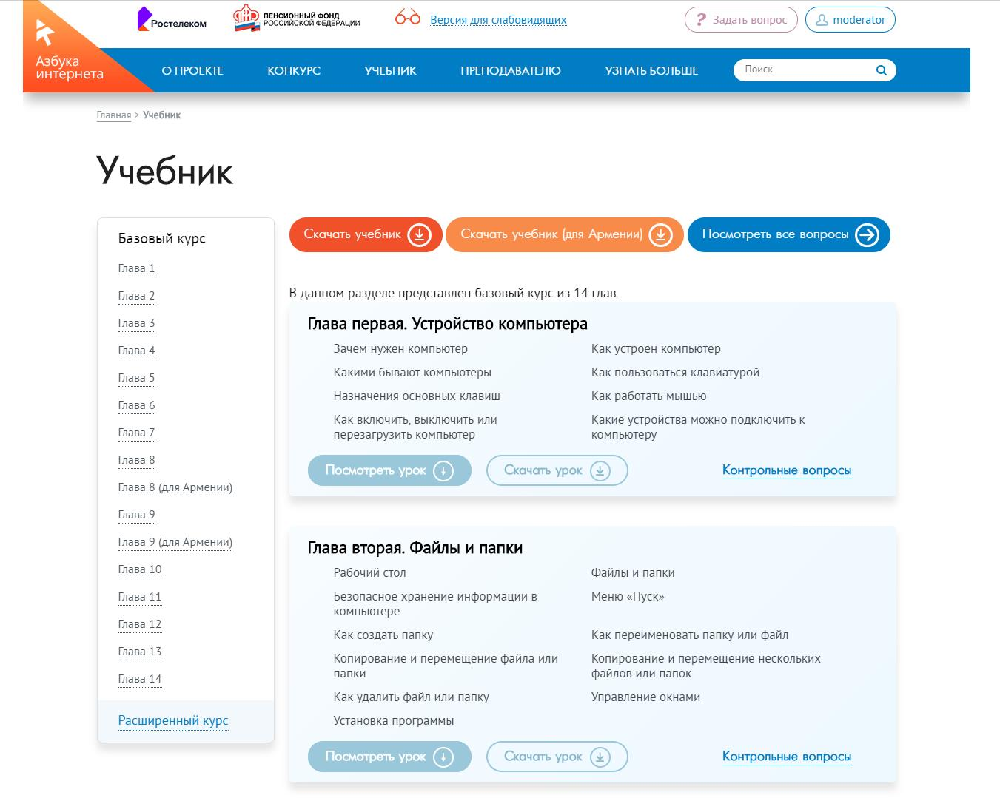 Ростелеком
ПЕНСИОННЫЙ ФОНД
РОССИЙСКОЙ ФЕДЕРАЦИИ
Версия для слабовидящих
? Задать вопрос
moderator
Азбука
интернета
О ПРОЕКТЕ
КОНКУРС
УЧЕБНИК
ПРЕПОДАВАТЕЛЮ
УЗНАТЬ БОЛЬШЕ
Поиск
Главная > Учебник
Учебник
Базовый курс
Глава 1
Глава 2
Глава 3
Глава 4
Глава 5
Глава 6
Глава 7
Глава 8
Глава 8 (для Армении)
Глава 9
Глава 9 (для Армении)
Глава 10
Глава 11
Глава 12
Глава 13
Глава 14
Расширенный курс
Скачать учебник
Скачать учебник (для Армении)
Посмотреть все вопросы
В данном разделе представлен базовый курс из 14 глав.
Глава первая. Устройство компьютера
Зачем нужен компьютер
Как устроен компьютер
Какими бывают компьютеры
Как пользоваться клавиатурой
Назначения основных клавиш
Как работать мышью
Как включить, выключить или
перезагрузить компьютер
Какие устройства можно подключить к
компьютеру
Посмотреть урок
Скачать урок
Контрольные вопросы
Глава вторая. Файлы и папки
Рабочий стол
Файлы и папки
Безопасное хранение информации в
компьютере
Меню «Пуск»
Как создать папку
Как переименовать папку или файл
Копирование и перемещение файла или
папки
Копирование и перемещение нескольких
файлов или папок
Как удалить файл или папку
Управление окнами
Установка программы
Посмотреть урок
Скачать урок
Контрольные вопросы